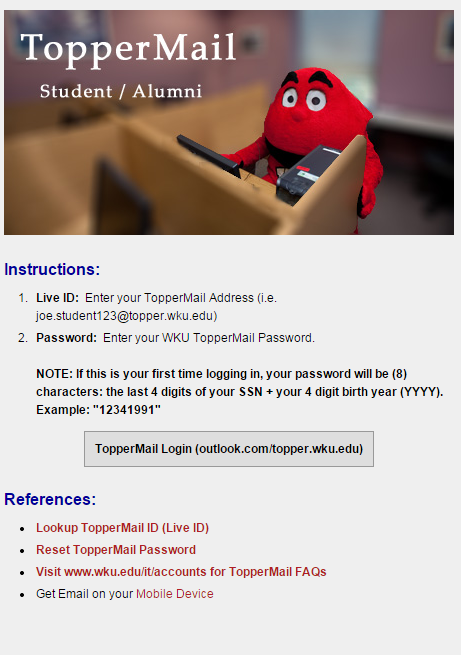 TopperMail
Student / Alumni
Instructions:
1. Live ID: Enter your TopperMail Address (i.e.
joe.student123@topper.wku.edu)
2. Password: Enter your WKU TopperMail Password.
NOTE: If this is your first time logging in, your password will be (8)
characters: the last 4 digits of your SSN + your 4 digit birth year (YYYY).
Example: "12341991"
TopperMail Login (outlook.com/topper.wku.edu)
References:
• Lookup TopperMail ID (Live ID)
• Reset TopperMail Password
• Visit www.wku.edu/it/accounts for TopperMail FAQs
• Get Email on your Mobile Device